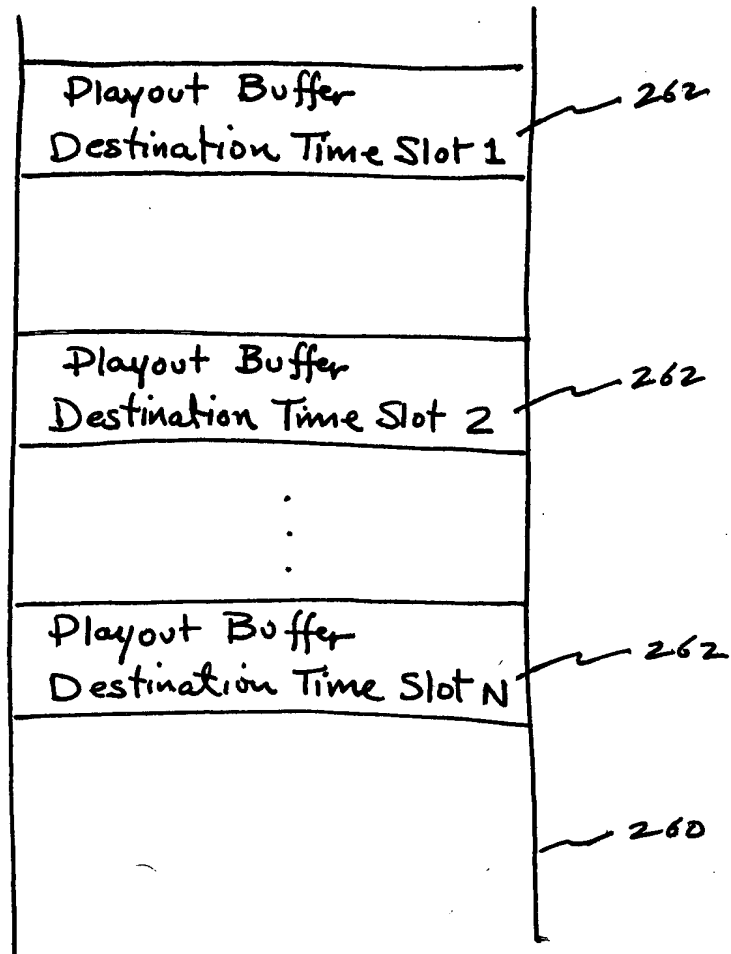 Playout Buffer
Destination Time Slot 1
262
Playout Buffer
Destination Time Slot 2
262
Playout Buffer
Destination Time Slot N
262
260